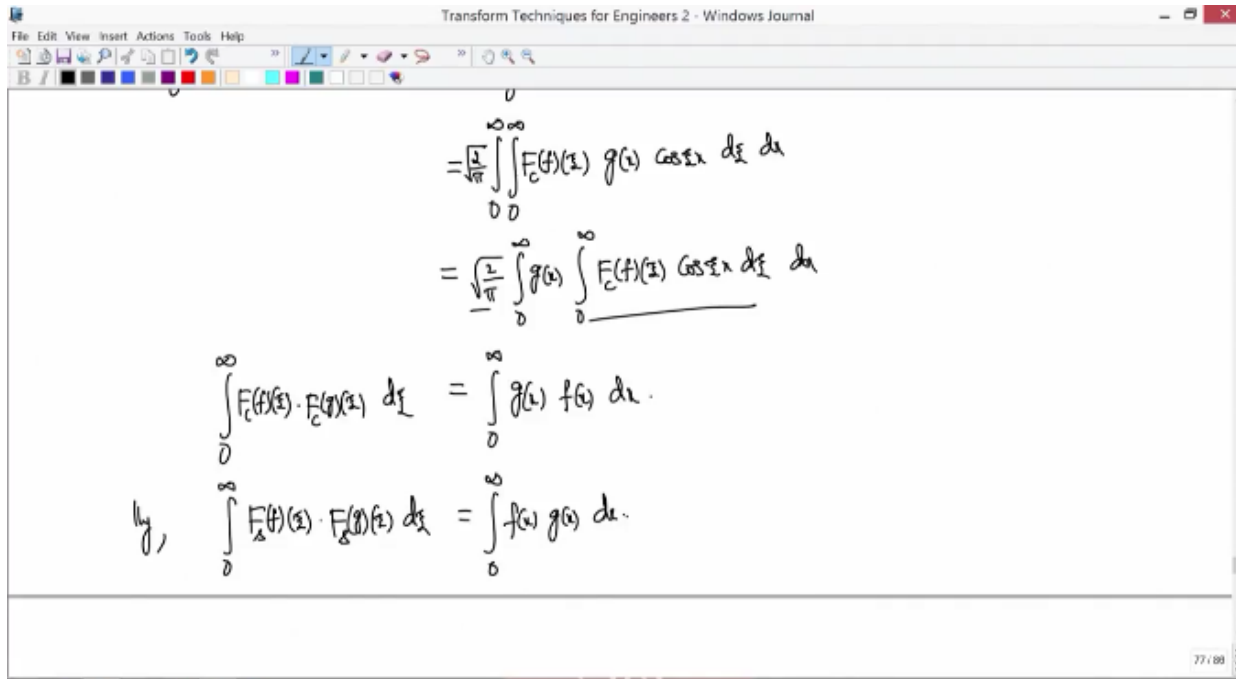 Transform Techniques for Engineers 2 - Windows Journal
File Edit View Insert Actions Tools Help
B I
0
= √(2/π) ∫₀^∞ ∫₀^∞ F_c(f)(ξ) g(x) cos ξx dξ dx
= √(2/π) ∫₀^∞ g(x) ∫₀^∞ F_c(f)(ξ) cos ξx dξ dx
∫₀^∞ F_c(f)(ξ) · F_c(g)(ξ) dξ = ∫₀^∞ g(x) f(x) dx.
lly, ∫₀^∞ F_s(f)(ξ) · F_s(g)(ξ) dξ = ∫₀^∞ f(x) g(x) dx.
77 / 88